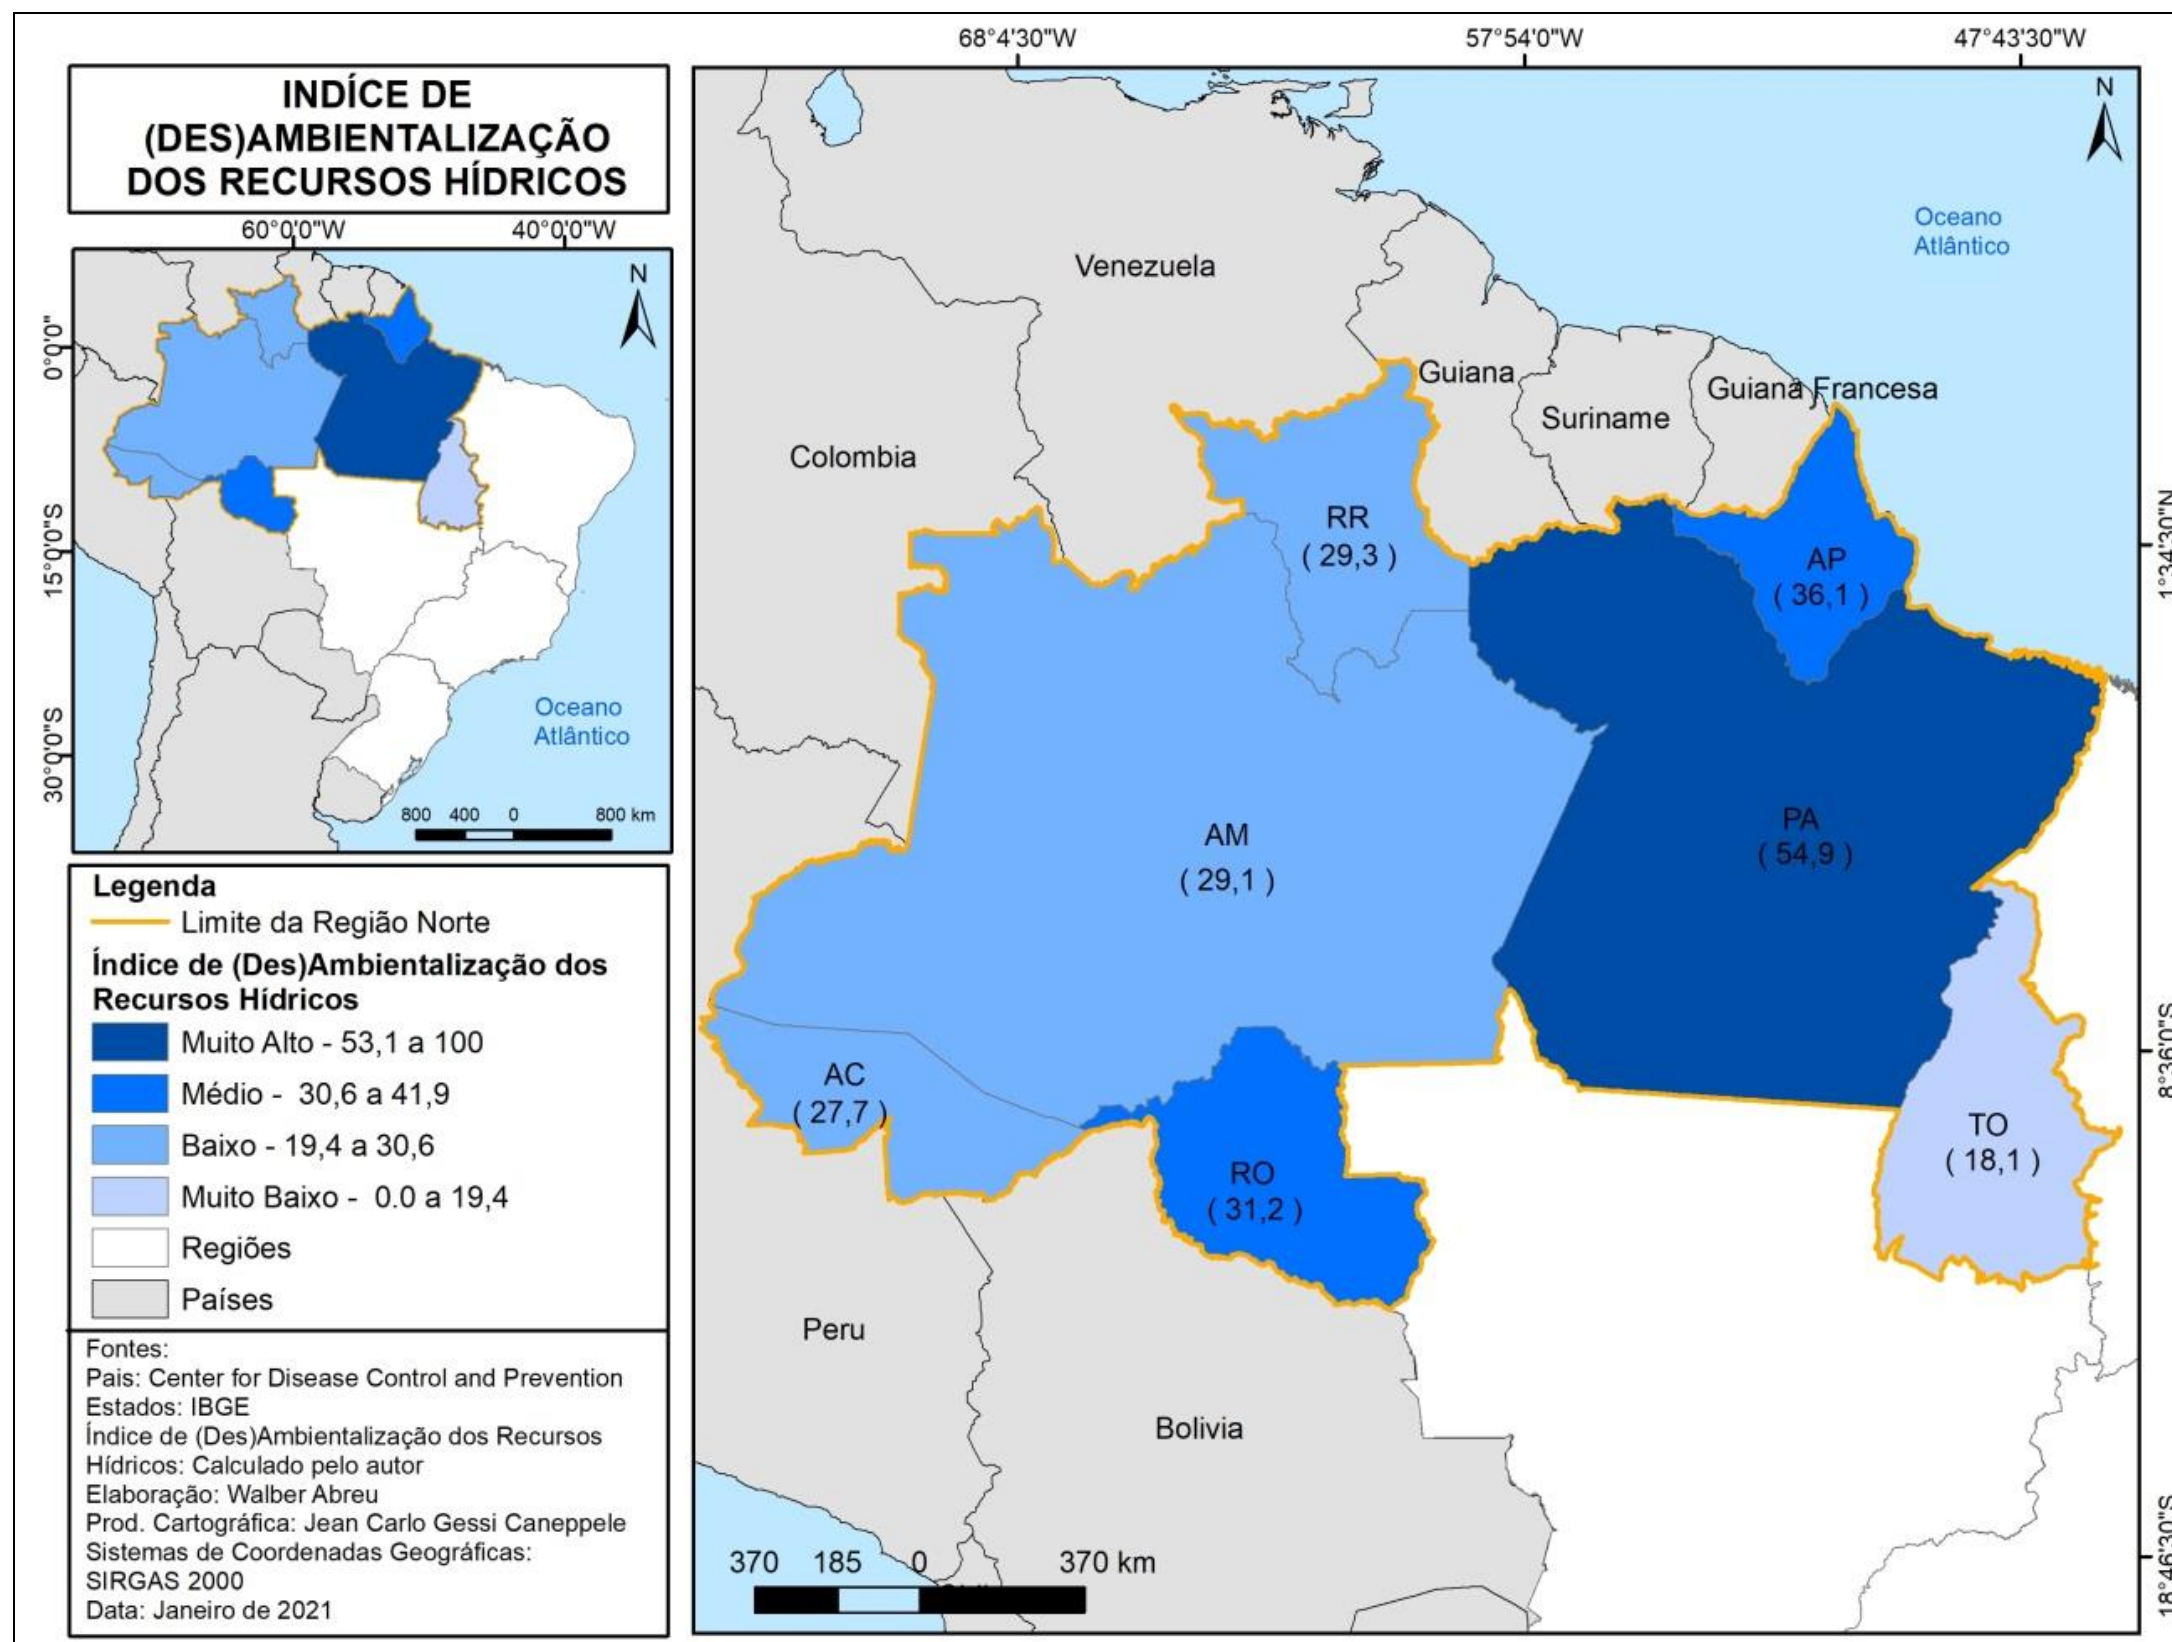 INDÍCE DE
(DES)AMBIENTALIZAÇÃO
DOS RECURSOS HÍDRICOS
60°0'0"W
40°0'0"W
N
0°0'0"
15°0'0"S
30°0'0"S
Oceano
Atlântico
800 400 0 800 km
Legenda
Limite da Região Norte
Índice de (Des)Ambientalização dos
Recursos Hídricos
Muito Alto - 53,1 a 100
Médio - 30,6 a 41,9
Baixo - 19,4 a 30,6
Muito Baixo - 0.0 a 19,4
Regiões
Países
Fontes:
Pais: Center for Disease Control and Prevention
Estados: IBGE
Índice de (Des)Ambientalização dos Recursos
Hídricos: Calculado pelo autor
Elaboração: Walber Abreu
Prod. Cartográfica: Jean Carlo Gessi Caneppele
Sistemas de Coordenadas Geográficas:
SIRGAS 2000
Data: Janeiro de 2021
68°4'30"W
57°54'0"W
47°43'30"W
N
Oceano
Atlântico
Venezuela
Guiana
Guiana Francesa
Suriname
Colombia
RR
( 29,3 )
AP
( 36,1 )
1°34'30"N
PA
( 54,9 )
AM
( 29,1 )
8°36'0"S
AC
( 27,7 )
TO
( 18,1 )
RO
( 31,2 )
Peru
Bolivia
18°46'30"S
370 185 0 370 km